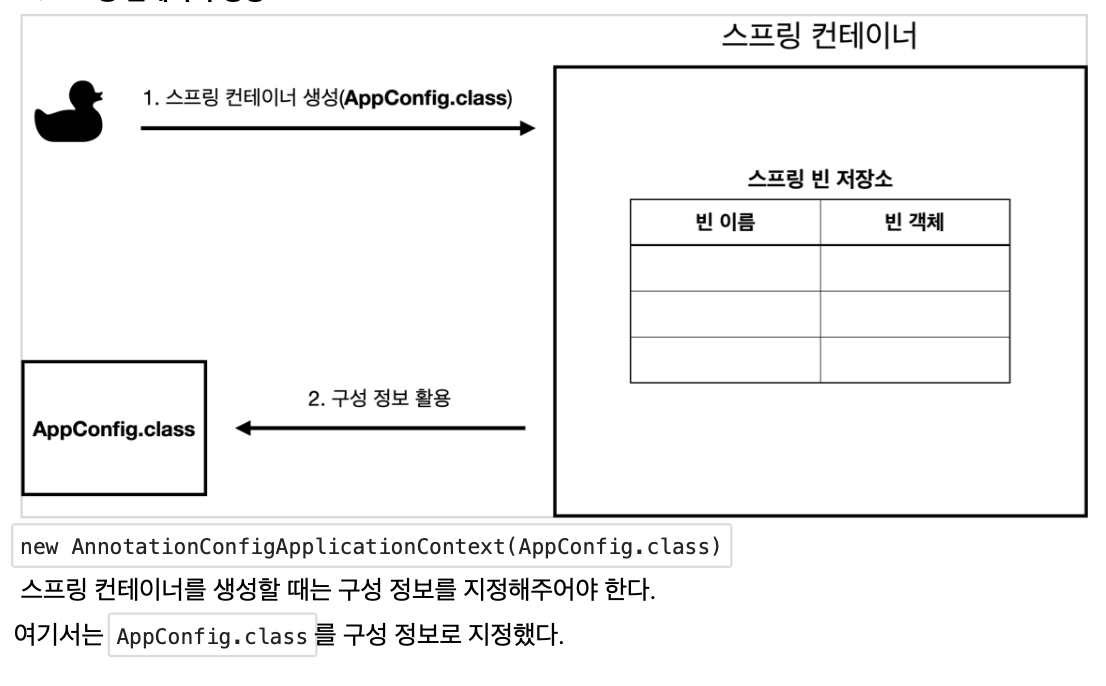 스프링 컨테이너
1. 스프링 컨테이너 생성(AppConfig.class)
스프링 빈 저장소
빈 이름 빈 객체
2. 구성 정보 활용
AppConfig.class
new AnnotationConfigApplicationContext(AppConfig.class)
스프링 컨테이너를 생성할 때는 구성 정보를 지정해주어야 한다.
여기서는 AppConfig.class 를 구성 정보로 지정했다.